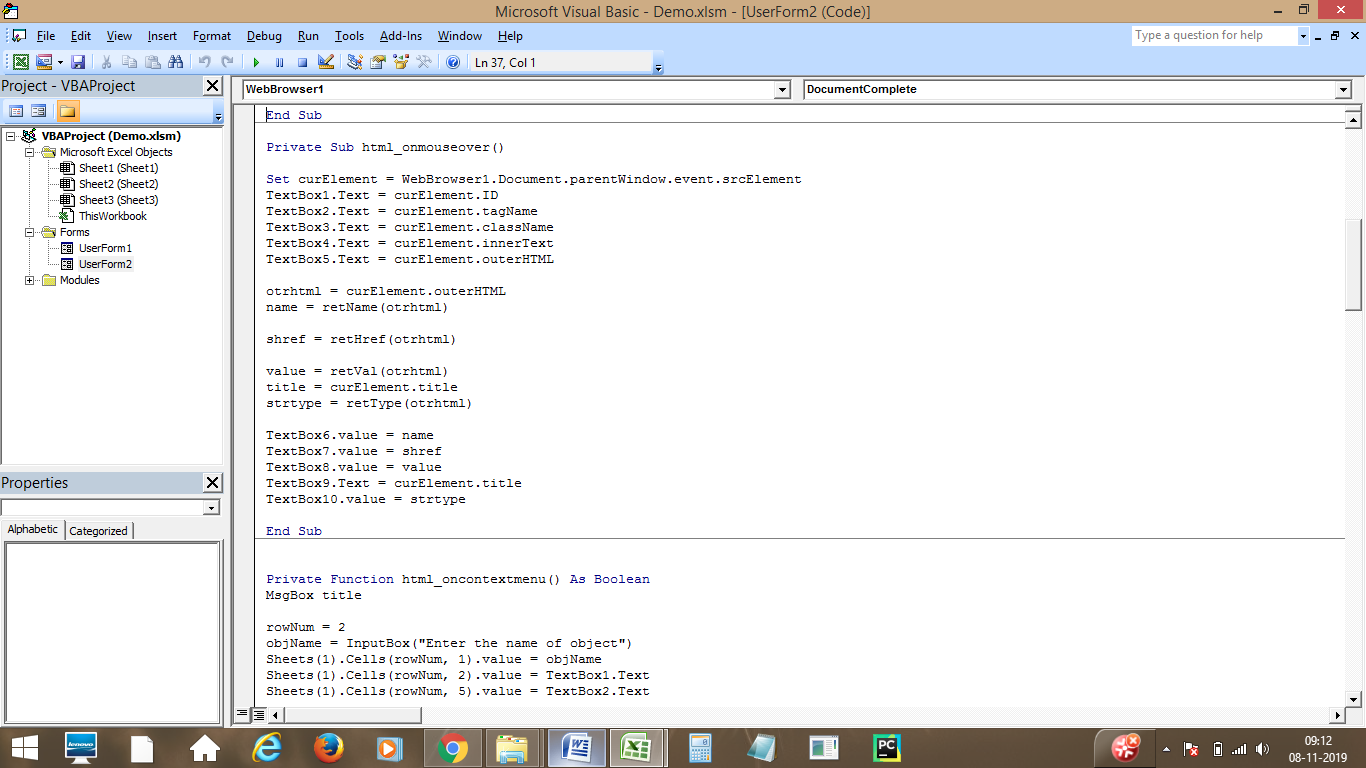 Microsoft Visual Basic - Demo.xlsm - [UserForm2 (Code)]
File Edit View Insert Format Debug Run Tools Add-Ins Window Help
Type a question for help
Ln 37, Col 1
Project - VBAProject
WebBrowser1
DocumentComplete
VBAProject (Demo.xlsm)
Microsoft Excel Objects
Sheet1 (Sheet1)
Sheet2 (Sheet2)
Sheet3 (Sheet3)
ThisWorkbook
Forms
UserForm1
UserForm2
Modules
Properties
Alphabetic Categorized
End Sub
Private Sub html_onmouseover()
Set curElement = WebBrowser1.Document.parentWindow.event.srcElement
TextBox1.Text = curElement.ID
TextBox2.Text = curElement.tagName
TextBox3.Text = curElement.className
TextBox4.Text = curElement.innerText
TextBox5.Text = curElement.outerHTML
otrhtml = curElement.outerHTML
name = retName(otrhtml)
shref = retHref(otrhtml)
value = retVal(otrhtml)
title = curElement.title
strtype = retType(otrhtml)
TextBox6.value = name
TextBox7.value = shref
TextBox8.value = value
TextBox9.Text = curElement.title
TextBox10.value = strtype
End Sub
Private Function html_oncontextmenu() As Boolean
MsgBox title
rowNum = 2
objName = InputBox("Enter the name of object")
Sheets(1).Cells(rowNum, 1).value = objName
Sheets(1).Cells(rowNum, 2).value = TextBox1.Text
Sheets(1).Cells(rowNum, 5).value = TextBox2.Text
lenovo
PC
09:12
08-11-2019